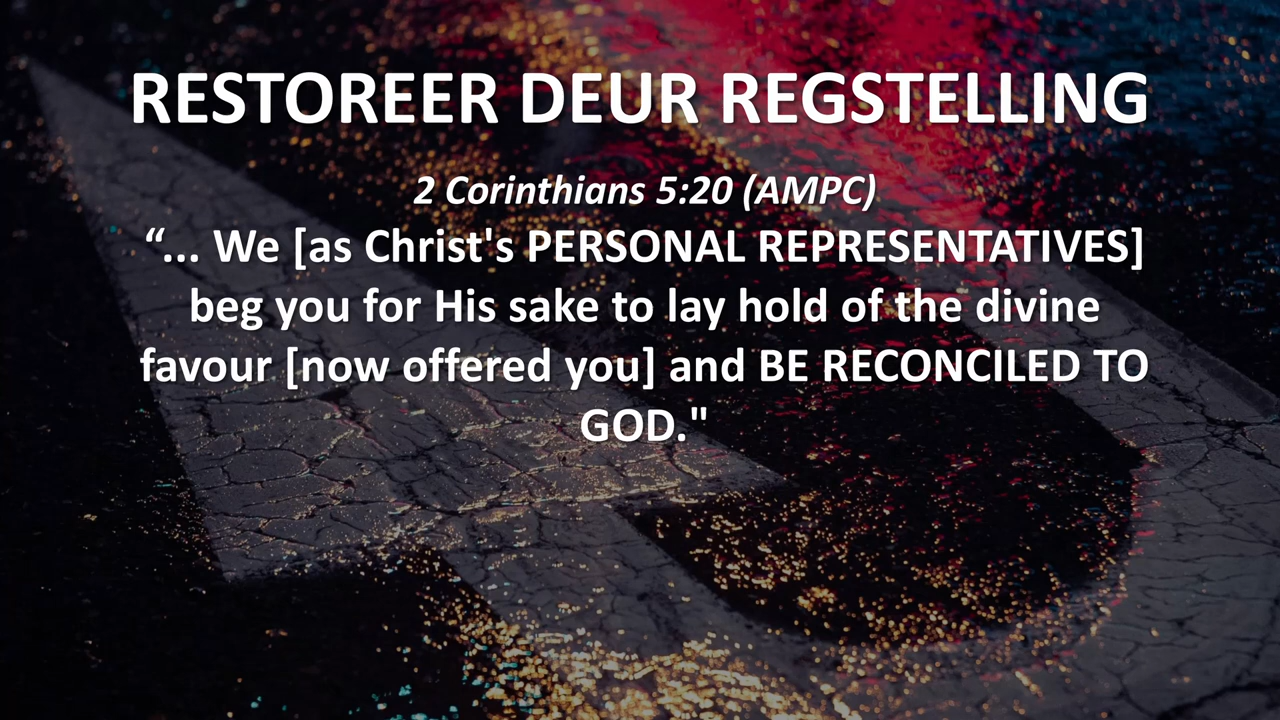 RESTOREER DEUR REGSTELLING
2 Corinthians 5:20 (AMPC)
“... We [as Christ's PERSONAL REPRESENTATIVES]
beg you for His sake to lay hold of the divine
favour [now offered you] and BE RECONCILED TO
GOD."